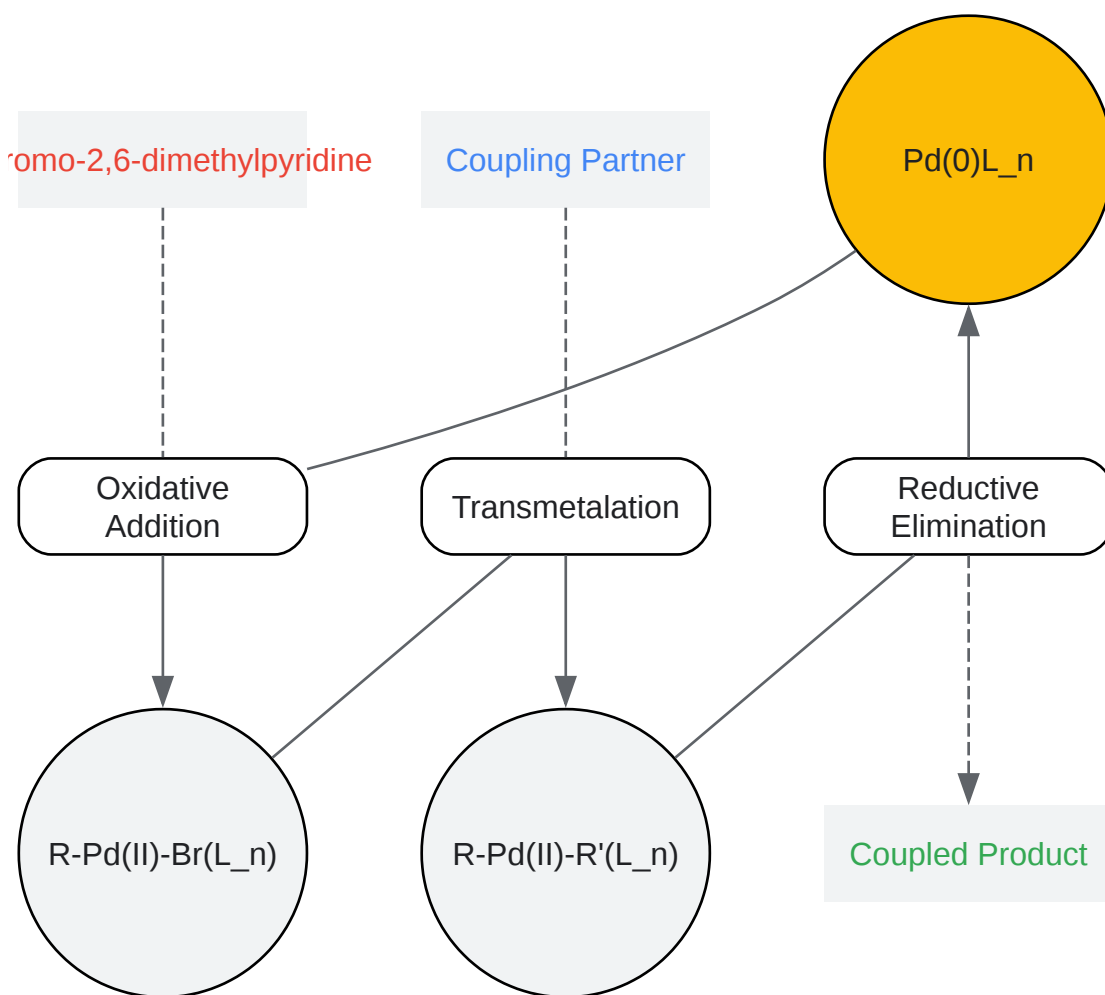 romo-2,6-dimethylpyridine
Coupling Partner
Pd(0)L_n
Oxidative
Addition
Transmetalation
Reductive
Elimination
R-Pd(II)-Br(L_n)
R-Pd(II)-R'(L_n)
Coupled Product